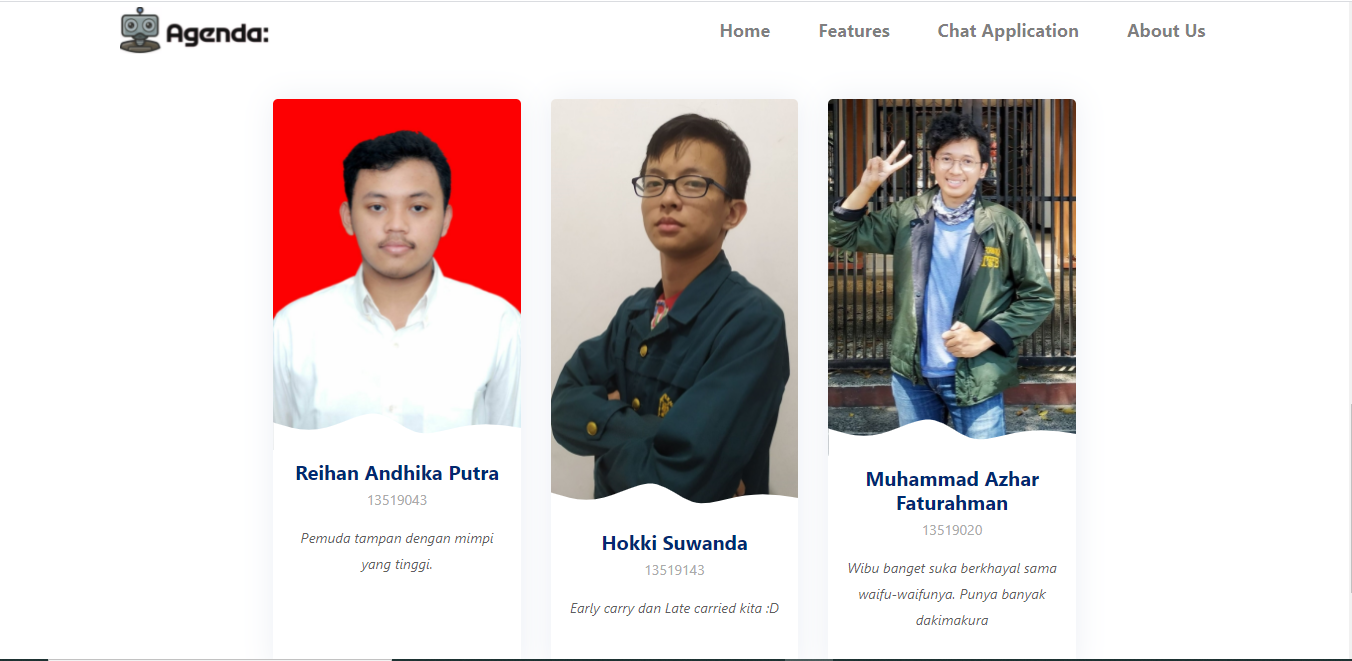 Agenda:
Home Features Chat Application About Us
Reihan Andhika Putra
13519043
Pemuda tampan dengan mimpi
yang tinggi.
Hokki Suwanda
13519143
Early carry dan Late carried kita :D
Muhammad Azhar
Faturahman
13519020
Wibu banget suka berkhayal sama
waifu-waifunya. Punya banyak
dakimakura